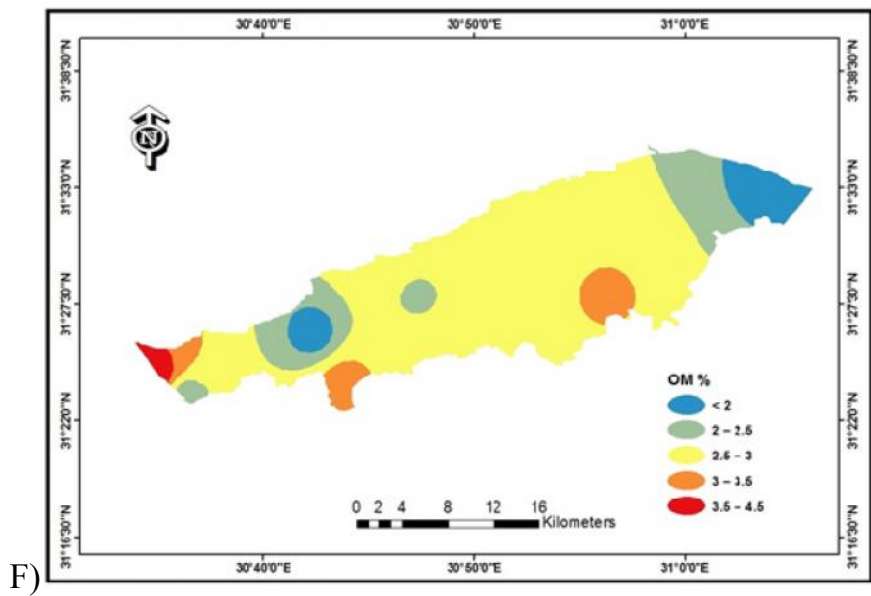 30°40'0"E 30°50'0"E 31°0'0"E
31°38'30"N 31°38'30"N
N
31°33'0"N 31°33'0"N
31°27'30"N 31°27'30"N
OM %
< 2
2 – 2.5
2.6 – 3
3 – 3.5
3.5 – 4.5
31°22'0"N 31°22'0"N
0 2 4 8 12 16
Kilometers
31°16'30"N 31°16'30"N
F)
30°40'0"E 30°50'0"E 31°0'0"E